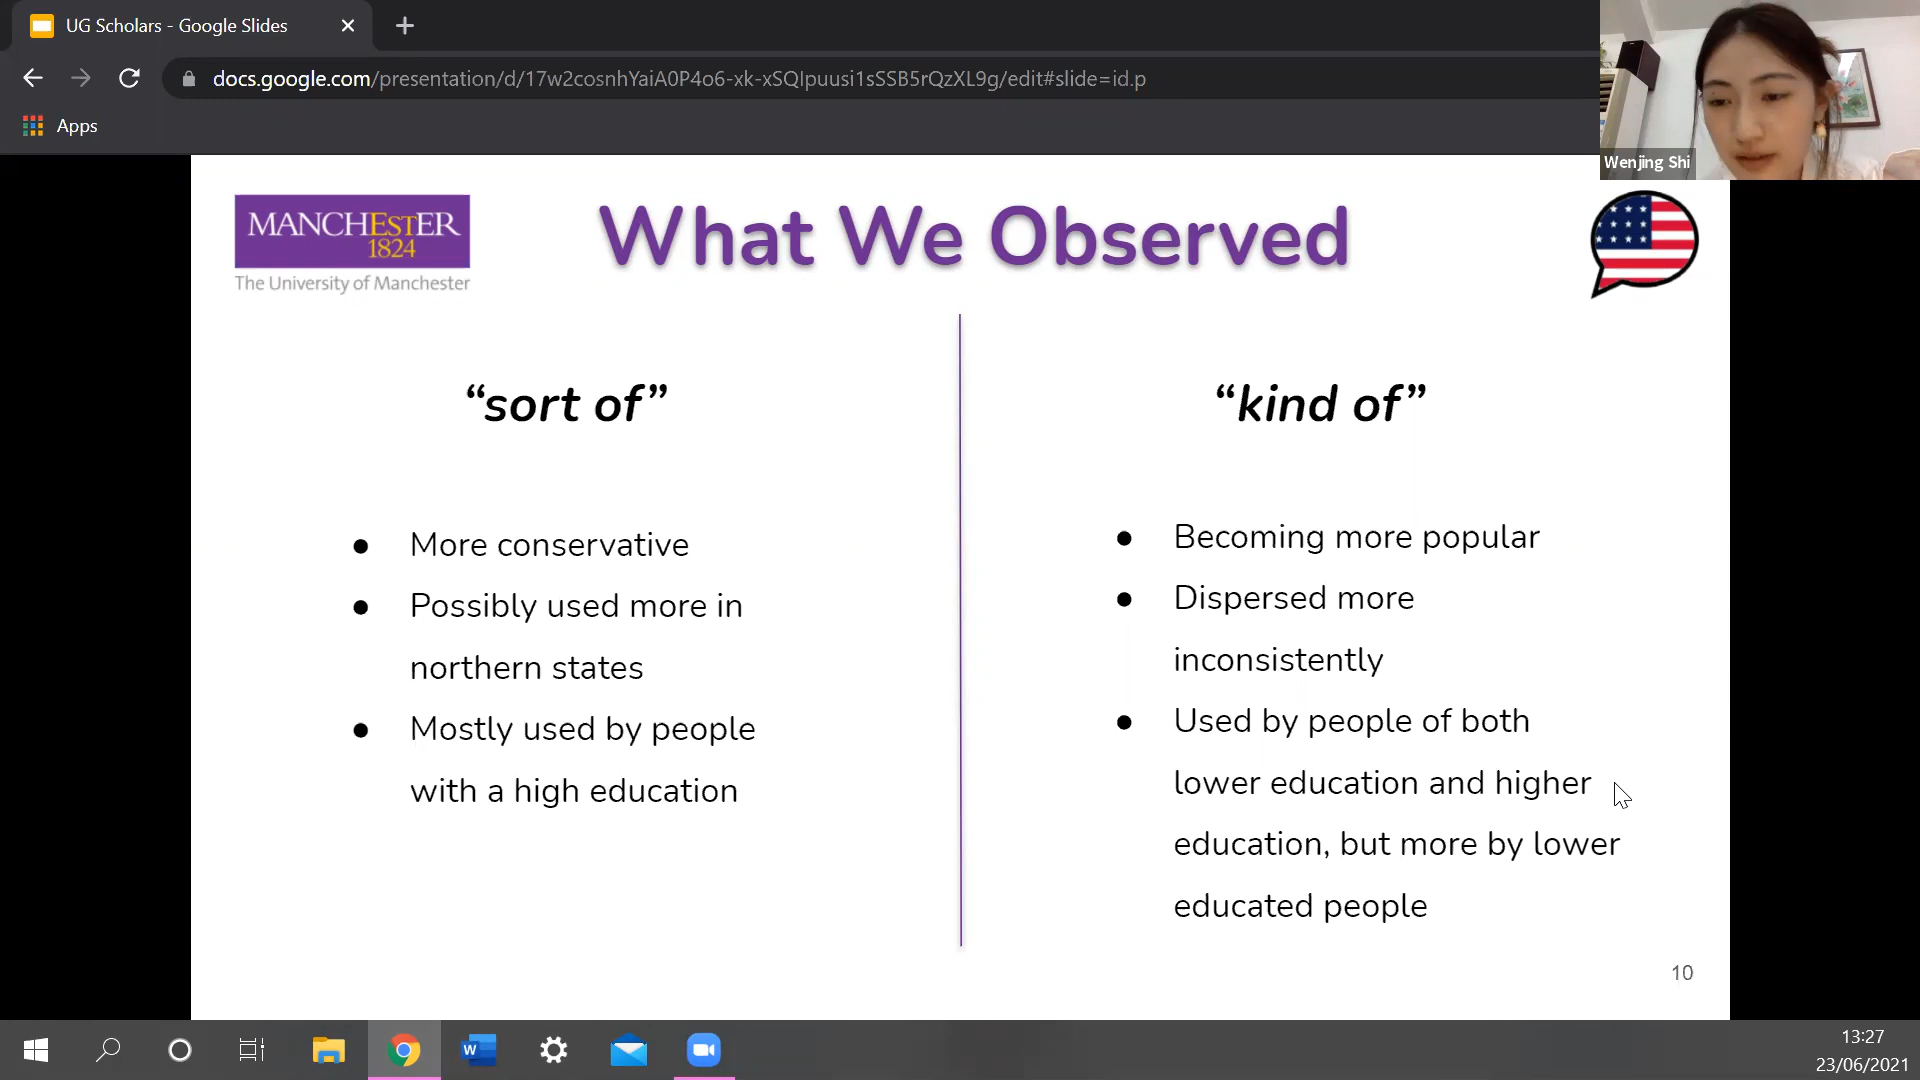 UG Scholars - Google Slides
docs.google.com/presentation/d/17w2cosnhYaiA0P4o6-xk-xSQIpuusi1sSSB5rQzXL9g/edit#slide=id.p
Apps
Wenjing Shi
MANCHESTER
1824
The University of Manchester
What We Observed
“sort of”
● More conservative
● Possibly used more in
northern states
● Mostly used by people
with a high education
“kind of”
● Becoming more popular
● Dispersed more
inconsistently
● Used by people of both
lower education and higher
education, but more by lower
educated people
10
W
13:27
23/06/2021